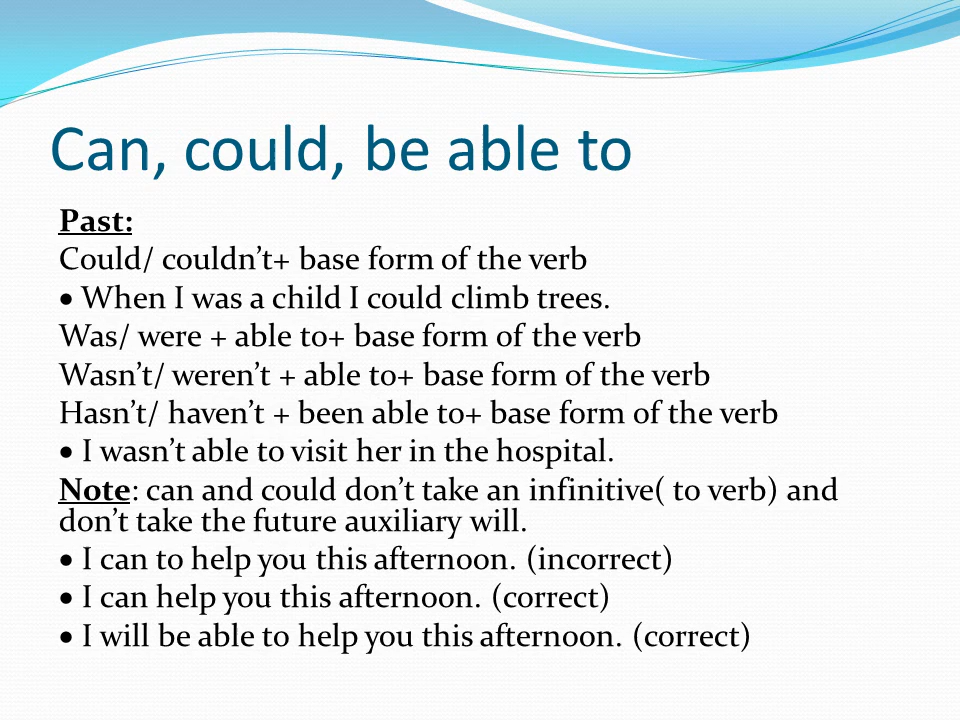 Can, could, be able to
Past:
Could/ couldn’t+ base form of the verb
• When I was a child I could climb trees.
Was/ were + able to+ base form of the verb
Wasn’t/ weren’t + able to+ base form of the verb
Hasn’t/ haven’t + been able to+ base form of the verb
• I wasn’t able to visit her in the hospital.
Note: can and could don’t take an infinitive( to verb) and
don’t take the future auxiliary will.
• I can to help you this afternoon. (incorrect)
• I can help you this afternoon. (correct)
• I will be able to help you this afternoon. (correct)